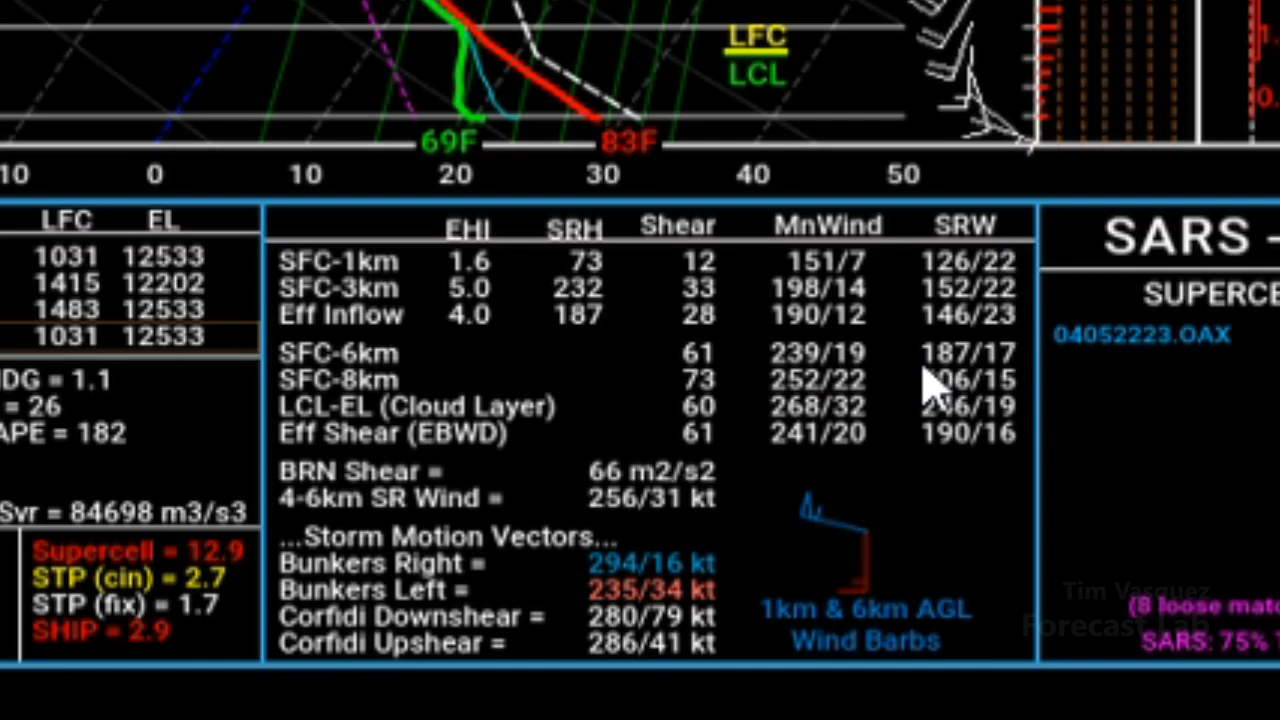 LFC
LCL
69F 83F
10 0 10 20 30 40 50
LFC EL
1031 12533
1415 12202
1483 12533
1031 12533
= 1.1
= 26
= 182
Svr = 84698 m3/s3
Supercell = 12.9
STP (cin) = 2.7
STP (fix) = 1.7
SHIP = 2.9
EHI SRH Shear MnWind SRW
SFC-1km 1.6 73 12 151/7 126/22
SFC-3km 5.0 232 33 198/14 152/22
Eff Inflow 4.0 187 28 190/12 146/23
SFC-6km 61 239/19 187/17
SFC-8km 73 252/22 06/15
LCL-EL (Cloud Layer) 60 268/32 /19
Eff Shear (EBWD) 61 241/20 190/16
BRN Shear = 66 m2/s2
4-6km SR Wind = 256/31 kt
...Storm Motion Vectors...
Bunkers Right = 294/16 kt
Bunkers Left = 235/34 kt
Corfidi Downshear = 280/79 kt
Corfidi Upshear = 286/41 kt
1km & 6km AGL
Wind Barbs
SARS -
SUPERCE
04052223.OAX
Tim Vasquez
Forecast Lab
(8 loose matc
SARS: 75%